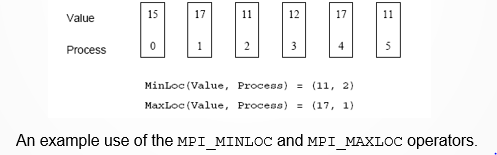 Value 15 17 11 12 17 11
Process 0 1 2 3 4 5
MinLoc(Value, Process) = (11, 2)
MaxLoc(Value, Process) = (17, 1)
An example use of the MPI_MINLOC and MPI_MAXLOC operators.